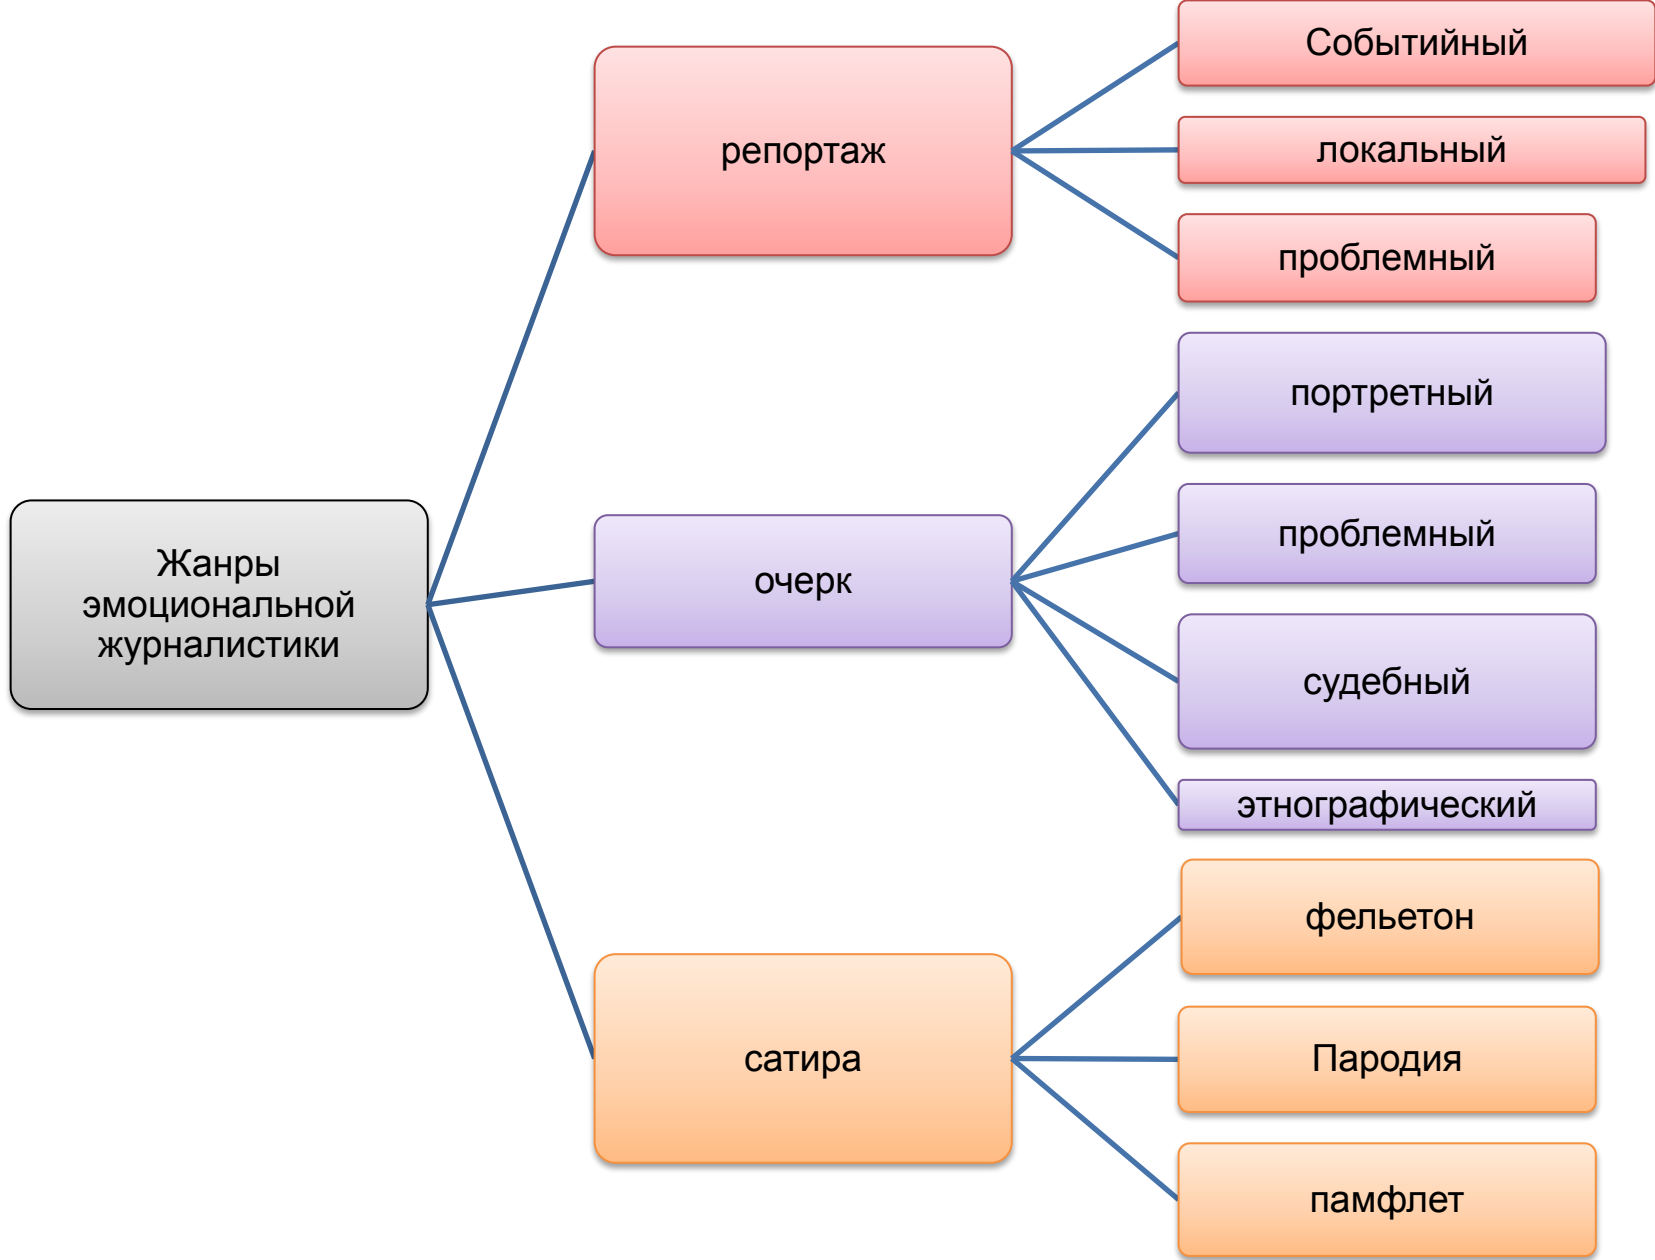 Жанры
эмоциональной
журналистики
репортаж
Событийный
локальный
проблемный
очерк
портретный
проблемный
судебный
этнографический
сатира
фельетон
Пародия
памфлет